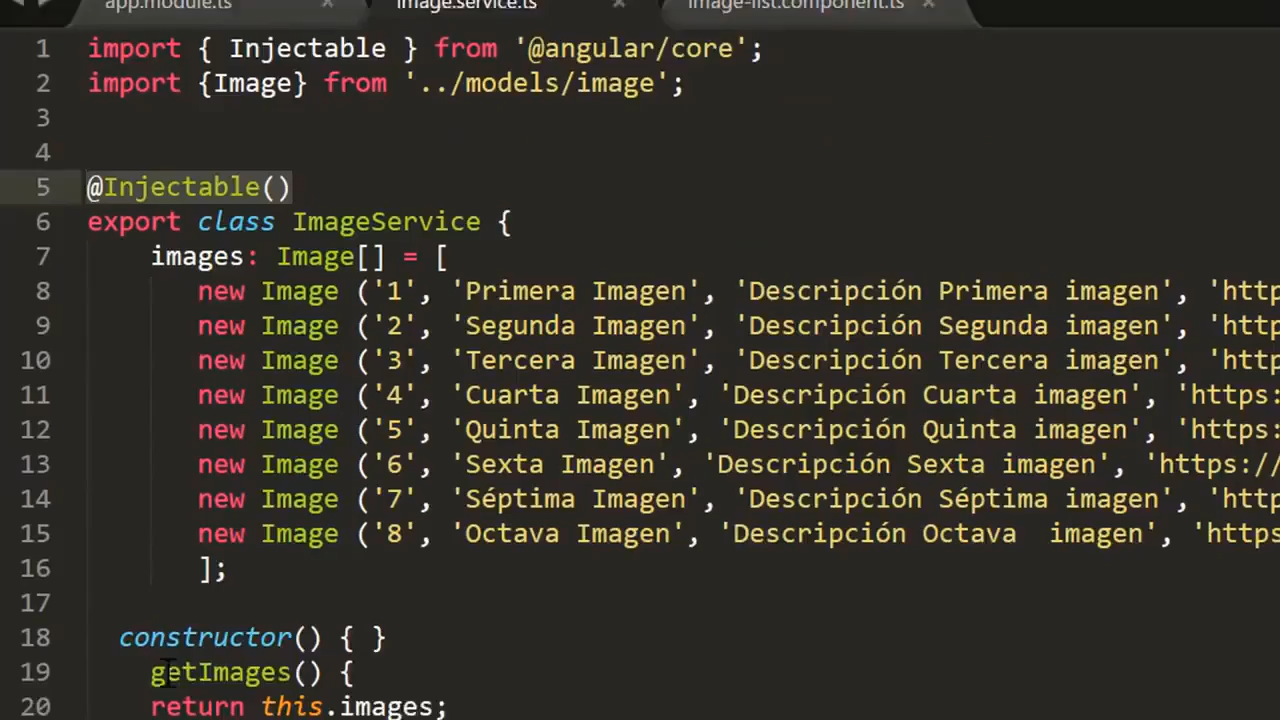 app.module.ts × image.service.ts × image-list.component.ts ×
1 import { Injectable } from '@angular/core';
2 import {Image} from '../models/image';
3
4
5 @Injectable()
6 export class ImageService {
7 images: Image[] = [
8 new Image ('1', 'Primera Imagen', 'Descripción Primera imagen', 'http
9 new Image ('2', 'Segunda Imagen', 'Descripción Segunda imagen', 'http
10 new Image ('3', 'Tercera Imagen', 'Descripción Tercera imagen', 'http
11 new Image ('4', 'Cuarta Imagen', 'Descripción Cuarta imagen', 'https:
12 new Image ('5', 'Quinta Imagen', 'Descripción Quinta imagen', 'https:
13 new Image ('6', 'Sexta Imagen', 'Descripción Sexta imagen', 'https://
14 new Image ('7', 'Séptima Imagen', 'Descripción Séptima imagen', 'http
15 new Image ('8', 'Octava Imagen', 'Descripción Octava  imagen', 'https
16 ];
17
18 constructor() { }
19 getImages() {
20 return this.images;